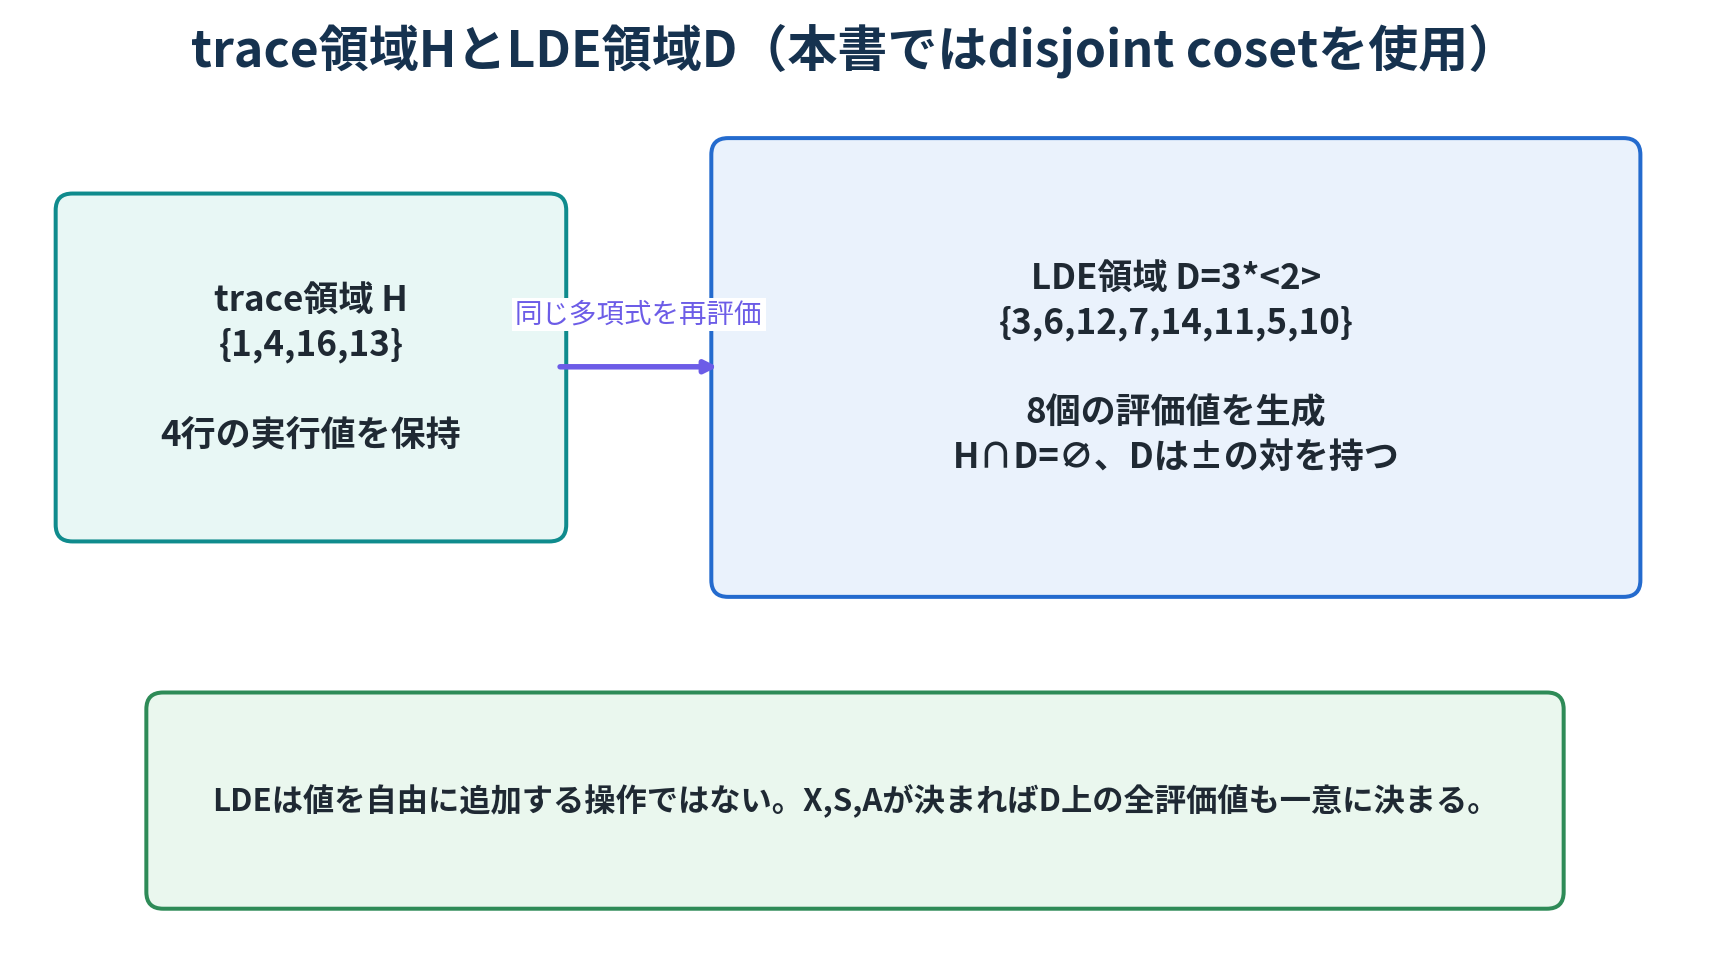 trace領域HとLDE領域D（本書ではdisjoint cosetを使用）
trace領域 H
{1,4,16,13}
4行の実行値を保持
同じ多項式を再評価
LDE領域 D=3*<2>
{3,6,12,7,14,11,5,10}
8個の評価値を生成
H∩D=∅、Dは±の対を持つ
LDEは値を自由に追加する操作ではない。X,S,Aが決まればD上の全評価値も一意に決まる。